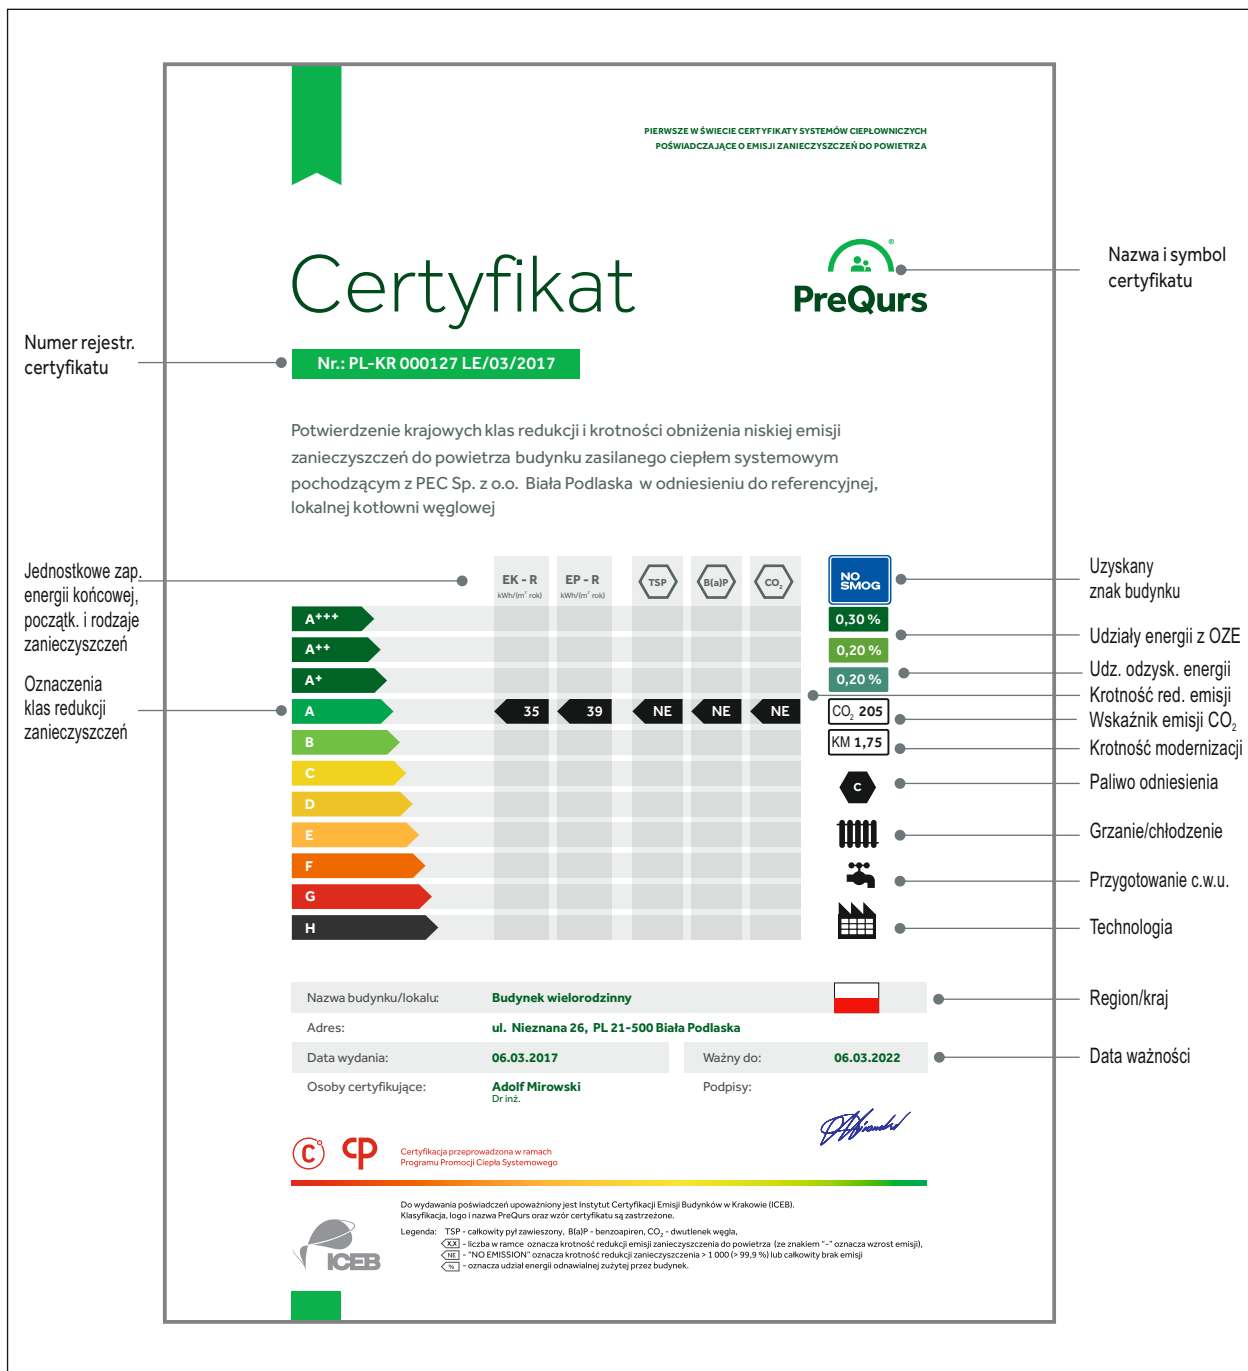 PIERWSZE W ŚWIECIE CERTYFIKATY SYSTEMÓW CIEPŁOWNICZYCH
POŚWIADCZAJĄCE O EMISJI ZANIECZYSZCZEŃ DO POWIETRZA
Certyfikat
PreQurs
®
Nazwa i symbol
certyfikatu
Numer rejestr.
certyfikatu
Nr.: PL-KR 000127 LE/03/2017
Potwierdzenie krajowych klas redukcji i krotności obniżenia niskiej emisji
zanieczyszczeń do powietrza budynku zasilanego ciepłem systemowym
pochodzącym z PEC Sp. z o.o. Biała Podlaska w odniesieniu do referencyjnej,
lokalnej kotłowni węglowej
Jednostkowe zap.
energii końcowej,
początk. i rodzaje
zanieczyszczeń
Oznaczenia
klas redukcji
zanieczyszczeń
EK - R
kWh/(m² rok)
EP - R
kWh/(m² rok)
TSP
B(a)P
CO₂
A+++
A++
A+
A
35
39
NE
NE
NE
B
C
D
E
F
G
H
NO
SMOG
0,30 %
0,20 %
0,20 %
CO₂ 205
KM 1,75
C
Uzyskany
znak budynku
Udziały energii z OZE
Udz. odzysk. energii
Krotność red. emisji
Wskaźnik emisji CO₂
Krotność modernizacji
Paliwo odniesienia
Grzanie/chłodzenie
Przygotowanie c.w.u.
Technologia
Region/kraj
Data ważności
Nazwa budynku/lokalu:
Budynek wielorodzinny
Adres:
ul. Nieznana 26, PL 21-500 Biała Podlaska
Data wydania:
06.03.2017
Ważny do:
06.03.2022
Osoby certyfikujące:
Adolf Mirowski
Dr inż.
Podpisy:
C
CP
Certyfikacja przeprowadzona w ramach
Programu Promocji Ciepła Systemowego
Do wydawania poświadczeń upoważniony jest Instytut Certyfikacji Emisji Budynków w Krakowie (ICEB).
Klasyfikacja, logo i nazwa PreQurs oraz wzór certyfikatu są zastrzeżone.
Legenda: TSP - całkowity pył zawieszony, B(a)P - benzoapiren, CO₂ - dwutlenek węgla,
X,X - liczba w ramce oznacza krotność redukcji emisji zanieczyszczenia do powietrza (ze znakiem "-" oznacza wzrost emisji),
NE - "NO EMISSION" oznacza krotność redukcji zanieczyszczenia > 1 000 (> 99,9 %) lub całkowity brak emisji
% - oznacza udział energii odnawialnej zużytej przez budynek.
ICEB